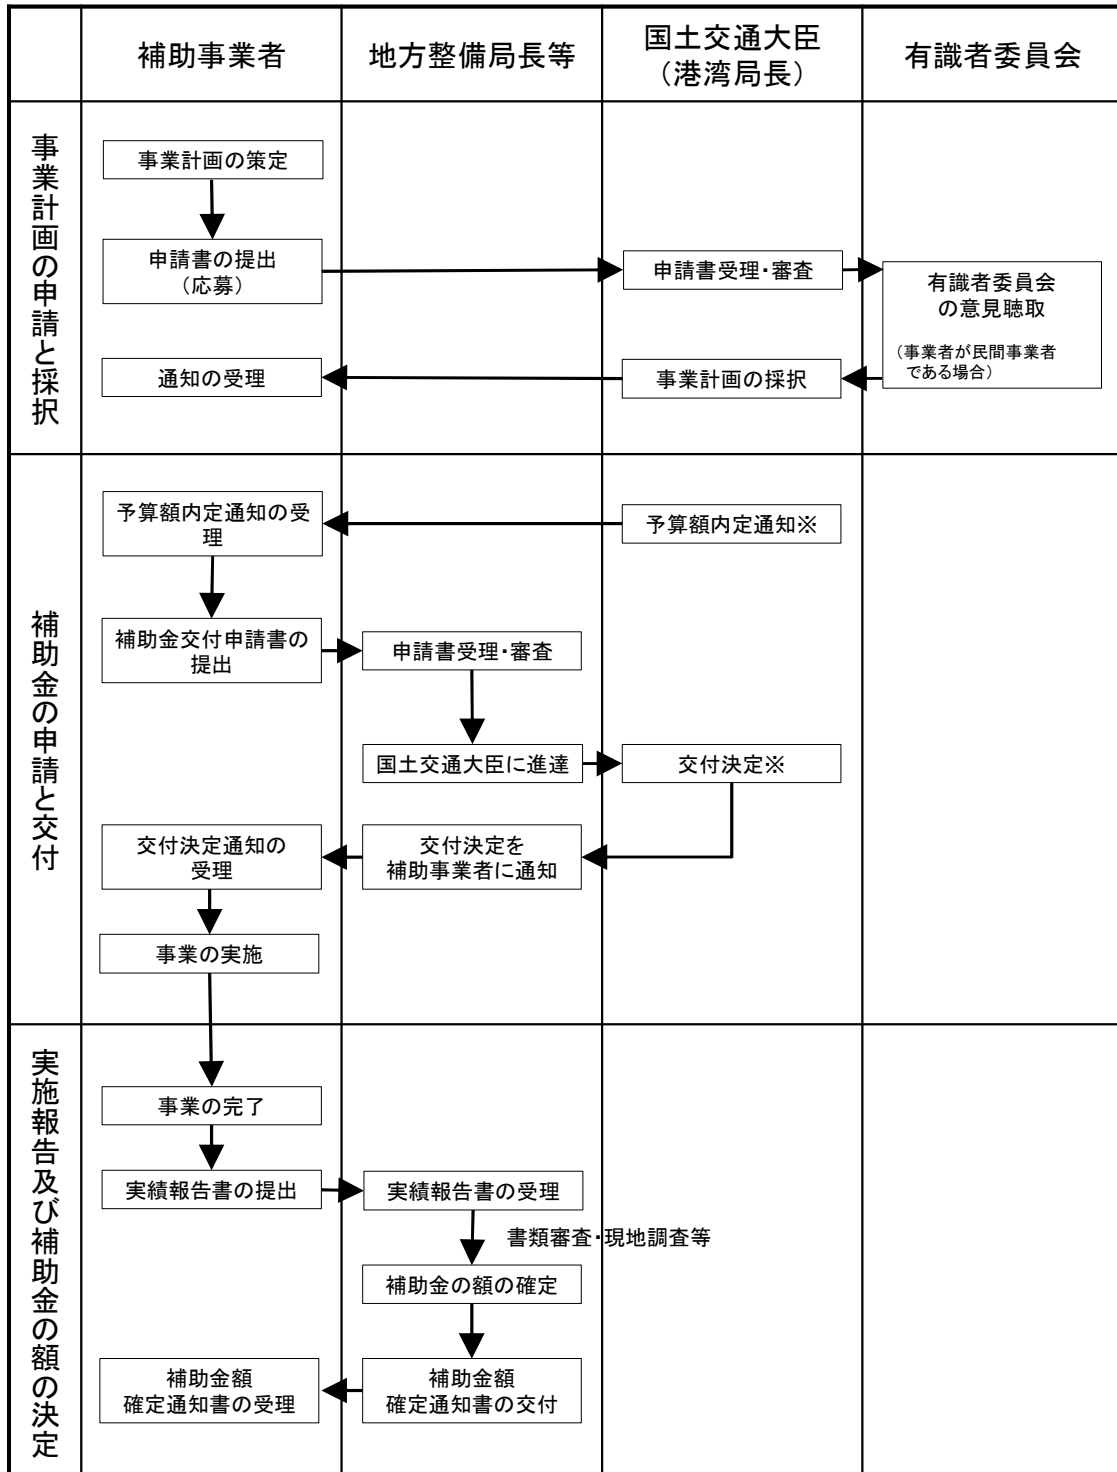 補助事業者
地方整備局長等
国土交通大臣
（港湾局長）
有識者委員会
事業計画の申請と採択
事業計画の策定
申請書の提出
（応募）
申請書受理・審査
有識者委員会
の意見聴取
（事業者が民間事業者
である場合）
通知の受理
事業計画の採択
補助金の申請と交付
予算額内定通知の受
理
予算額内定通知※
補助金交付申請書の
提出
申請書受理・審査
国土交通大臣に進達
交付決定※
交付決定通知の
受理
交付決定を
補助事業者に通知
事業の実施
実施報告及び補助金の額の決定
事業の完了
実績報告書の提出
実績報告書の受理
書類審査・現地調査等
補助金の額の確定
補助金額
確定通知書の受理
補助金額
確定通知書の交付